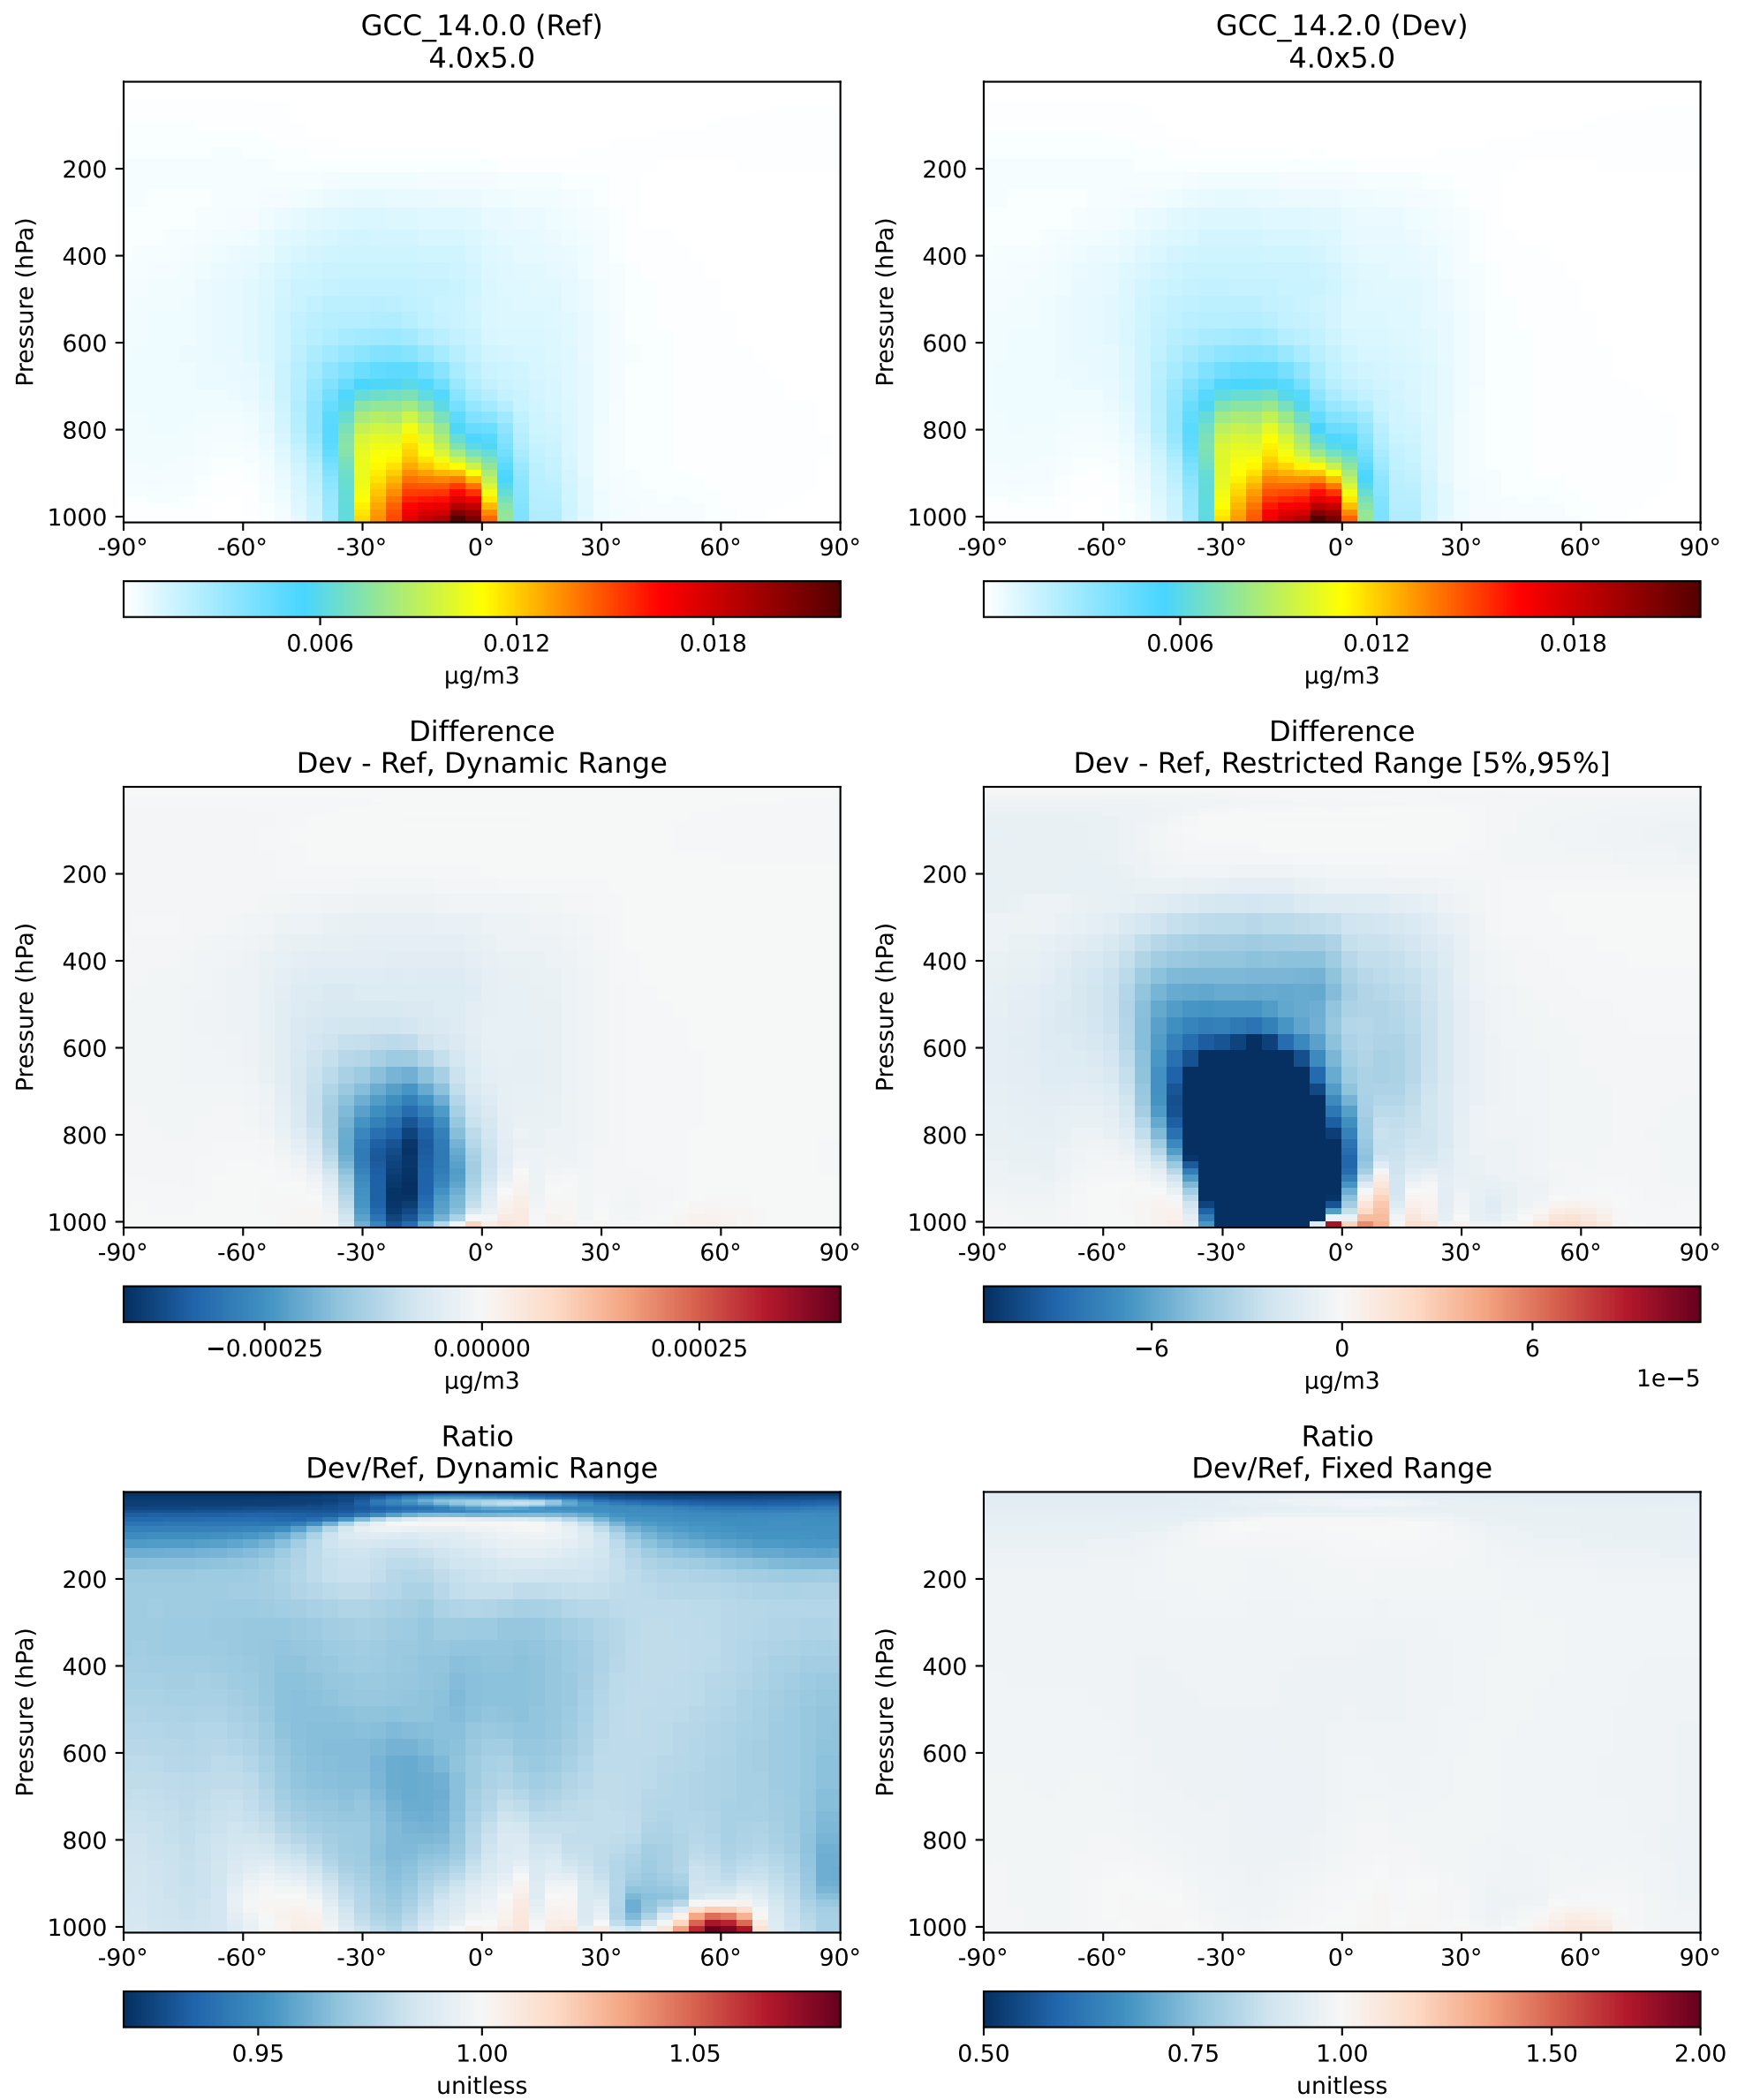 GCC_14.0.0 (Ref)
4.0x5.0
Pressure (hPa)
200
400
600
800
1000
-90° -60° -30° 0° 30° 60° 90°
0.006 0.012 0.018
µg/m3
GCC_14.2.0 (Dev)
4.0x5.0
Pressure (hPa)
200
400
600
800
1000
-90° -60° -30° 0° 30° 60° 90°
0.006 0.012 0.018
µg/m3
Difference
Dev - Ref, Dynamic Range
Pressure (hPa)
200
400
600
800
1000
-90° -60° -30° 0° 30° 60° 90°
−0.00025 0.00000 0.00025
µg/m3
Difference
Dev - Ref, Restricted Range [5%,95%]
Pressure (hPa)
200
400
600
800
1000
-90° -60° -30° 0° 30° 60° 90°
−6 0 6
µg/m3
1e−5
Ratio
Dev/Ref, Dynamic Range
Pressure (hPa)
200
400
600
800
1000
-90° -60° -30° 0° 30° 60° 90°
0.95 1.00 1.05
unitless
Ratio
Dev/Ref, Fixed Range
Pressure (hPa)
200
400
600
800
1000
-90° -60° -30° 0° 30° 60° 90°
0.50 0.75 1.00 1.50 2.00
unitless